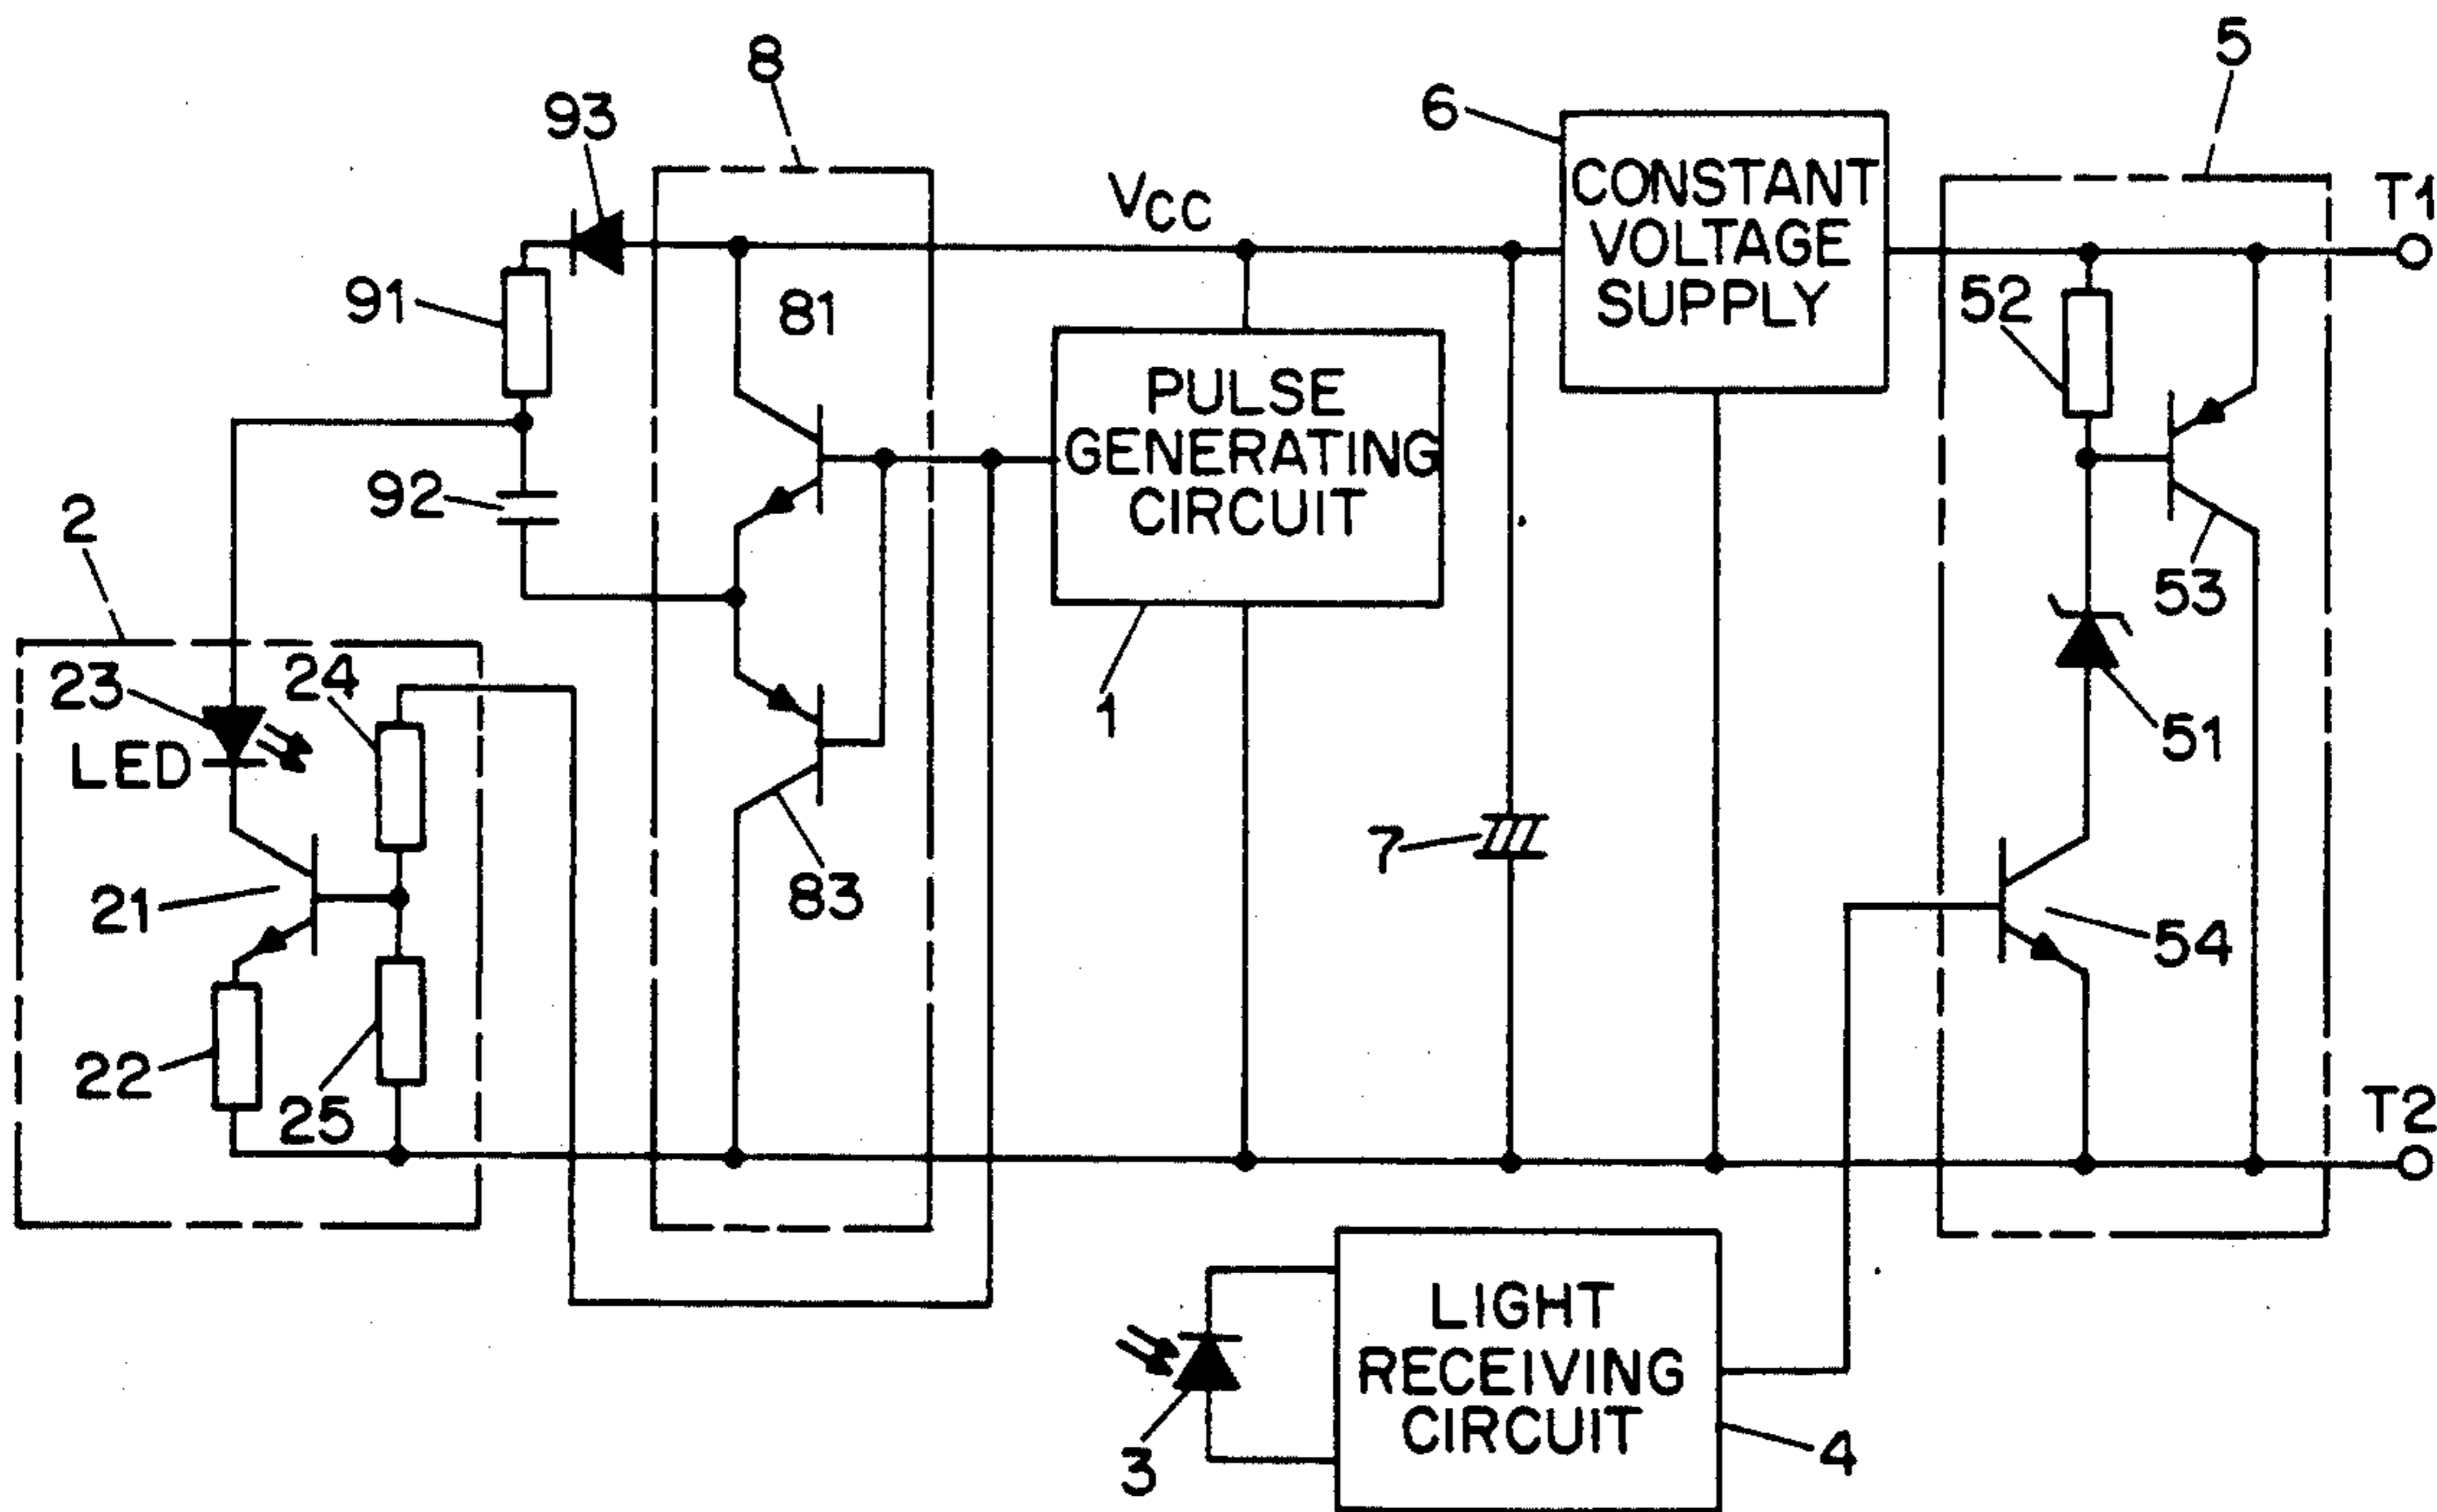 5
8
6
93
CONSTANT
VOLTAGE
SUPPLY
T1
VCC
91
81
52
PULSE
GENERATING
CIRCUIT
92
2
53
23
24
1
51
LED
7
83
21
54
22
25
T2
LIGHT
RECEIVING
CIRCUIT
3
4